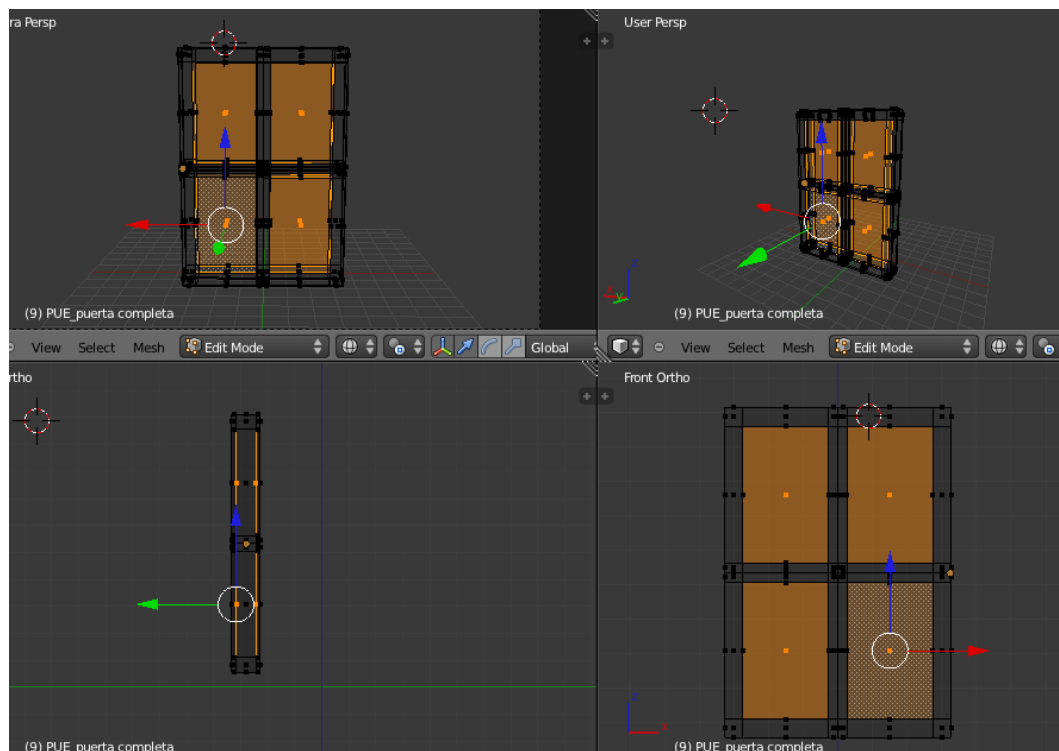 ra Persp
User Persp
(9) PUE_puerta completa
(9) PUE_puerta completa
View Select Mesh Edit Mode Global
View Select Mesh Edit Mode
rtho
Front Ortho
(9) PUE_puerta completa
(9) PUE_puerta completa